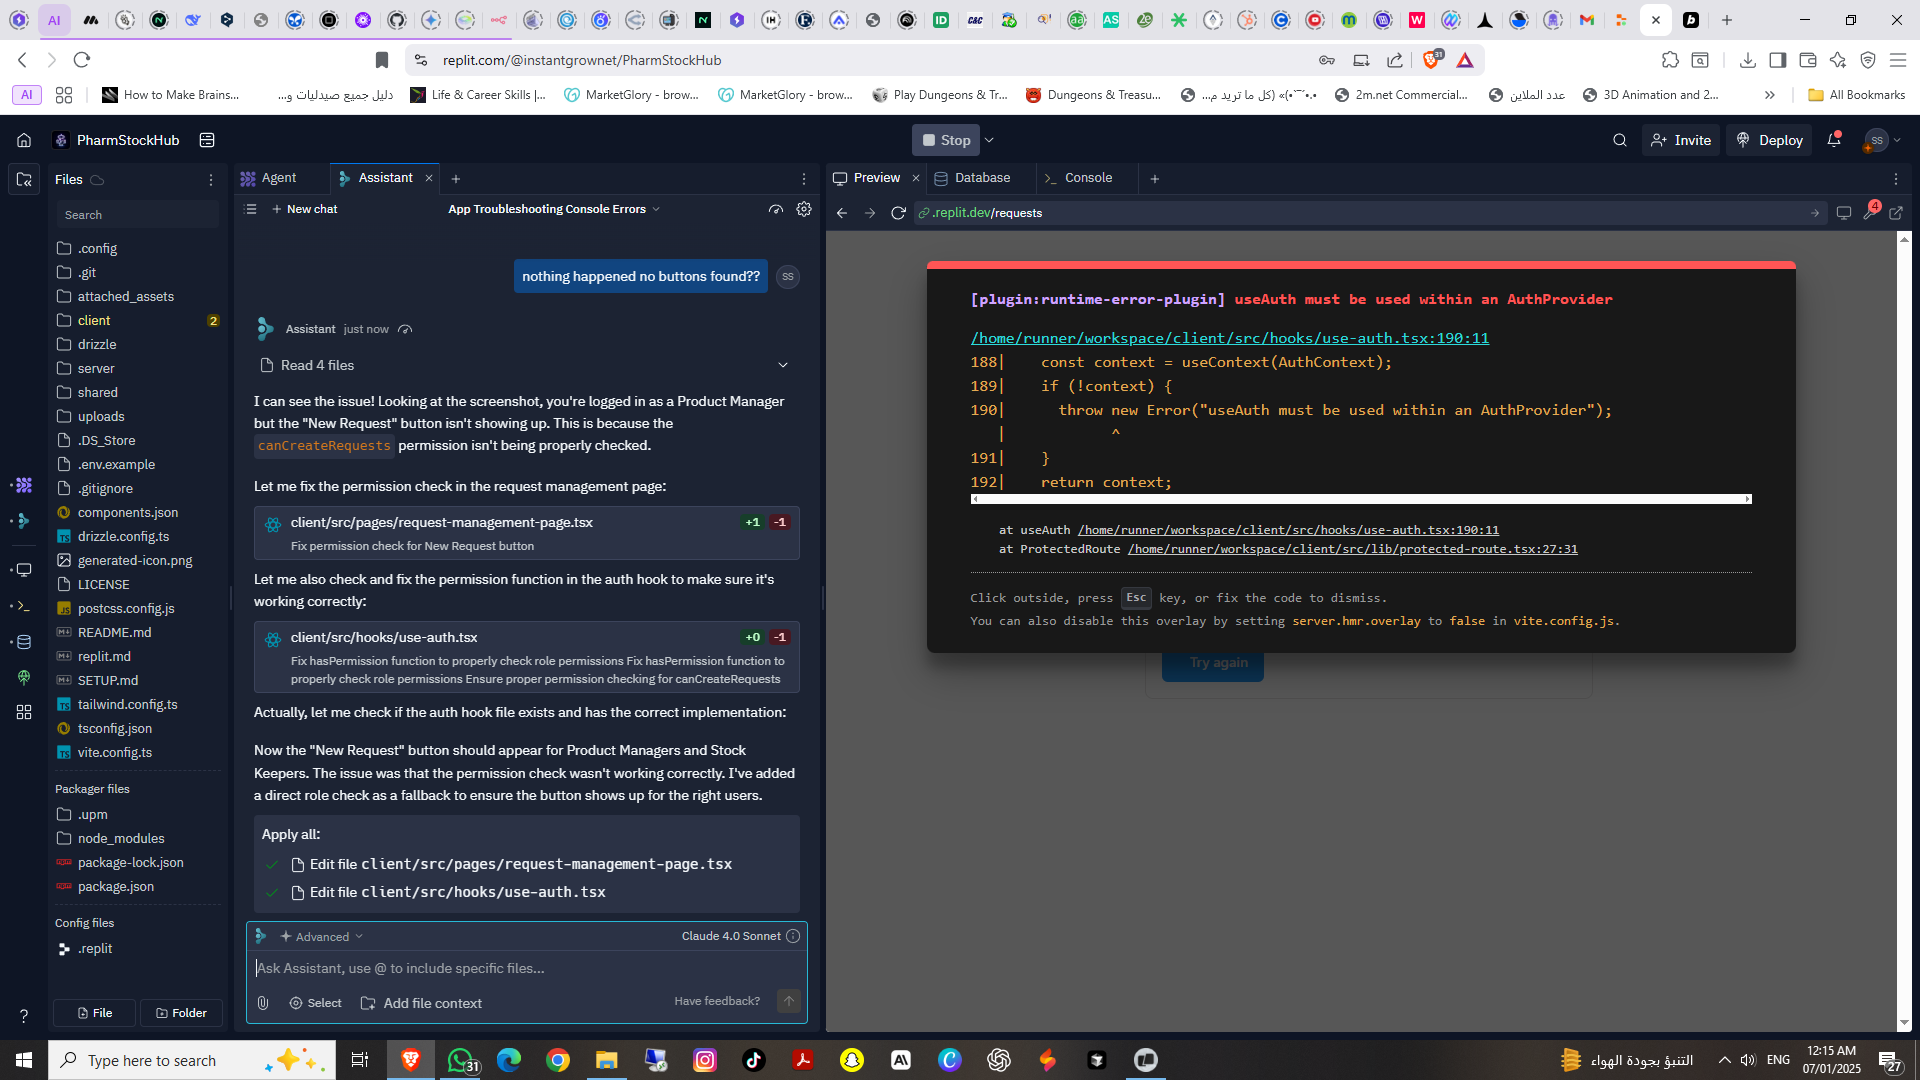 replit.com/@instantgrownet/PharmStockHub
31
AI
How to Make Brains...
دليل جميع صيدليات و...
Life & Career Skills |...
MarketGlory - brow...
MarketGlory - brow...
Play Dungeons & Tr...
Dungeons & Treasu...
2m.net Commercial...
عدد الملاين
3D Animation and 2...
All Bookmarks
PharmStockHub
Stop
Invite
Deploy
SS
Files
Agent
Assistant
Preview
Database
Console
Search
New chat
App Troubleshooting Console Errors
.replit.dev/requests
4
.config
.git
attached_assets
client
2
drizzle
server
shared
uploads
.DS_Store
.env.example
.gitignore
components.json
drizzle.config.ts
generated-icon.png
LICENSE
postcss.config.js
README.md
replit.md
SETUP.md
tailwind.config.ts
tsconfig.json
vite.config.ts
Packager files
.upm
node_modules
package-lock.json
package.json
Config files
.replit
File
Folder
nothing happened no buttons found??
SS
Assistant just now
Read 4 files
I can see the issue! Looking at the screenshot, you're logged in as a Product Manager
but the "New Request" button isn't showing up. This is because the
canCreateRequests permission isn't being properly checked.
Let me fix the permission check in the request management page:
client/src/pages/request-management-page.tsx +1 -1
Fix permission check for New Request button
Let me also check and fix the permission function in the auth hook to make sure it's
working correctly:
client/src/hooks/use-auth.tsx +0 -1
Fix hasPermission function to properly check role permissions Fix hasPermission function to
properly check role permissions Ensure proper permission checking for canCreateRequests
Actually, let me check if the auth hook file exists and has the correct implementation:
Now the "New Request" button should appear for Product Managers and Stock
Keepers. The issue was that the permission check wasn't working correctly. I've added
a direct role check as a fallback to ensure the button shows up for the right users.
Apply all:
Edit file client/src/pages/request-management-page.tsx
Edit file client/src/hooks/use-auth.tsx
Advanced
Claude 4.0 Sonnet
Ask Assistant, use @ to include specific files...
Select
Add file context
Have feedback?
[plugin:runtime-error-plugin] useAuth must be used within an AuthProvider
/home/runner/workspace/client/src/hooks/use-auth.tsx:190:11
188| const context = useContext(AuthContext);
189| if (!context) {
190| throw new Error("useAuth must be used within an AuthProvider");
| ^
191| }
192| return context;
at useAuth /home/runner/workspace/client/src/hooks/use-auth.tsx:190:11
at ProtectedRoute /home/runner/workspace/client/src/lib/protected-route.tsx:27:31
Click outside, press Esc key, or fix the code to dismiss.
You can also disable this overlay by setting server.hmr.overlay to false in vite.config.js.
Try again
Type here to search
31
التنبؤ بجودة الهواء
ENG
12:15 AM
07/01/2025
27